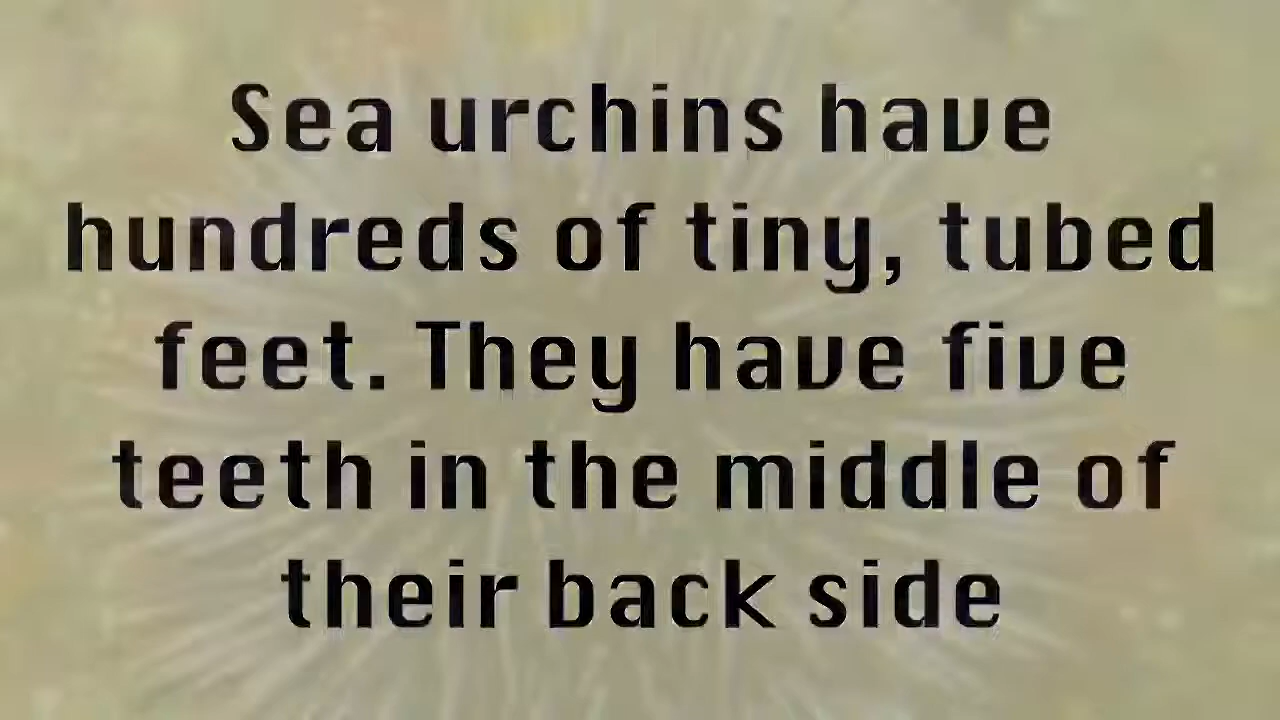 Sea urchins have
hundreds of tiny, tubed
feet. They have five
teeth in the middle of
their back side